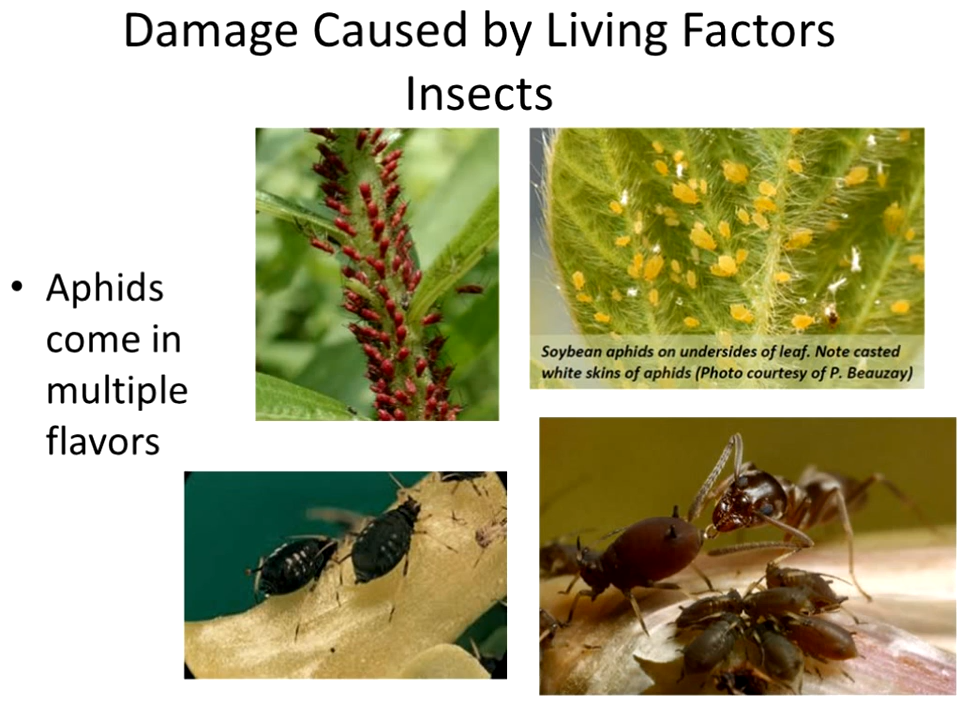 Damage Caused by Living Factors
Insects
• Aphids
come in
multiple
flavors
Soybean aphids on undersides of leaf. Note casted
white skins of aphids (Photo courtesy of P. Beauzay)